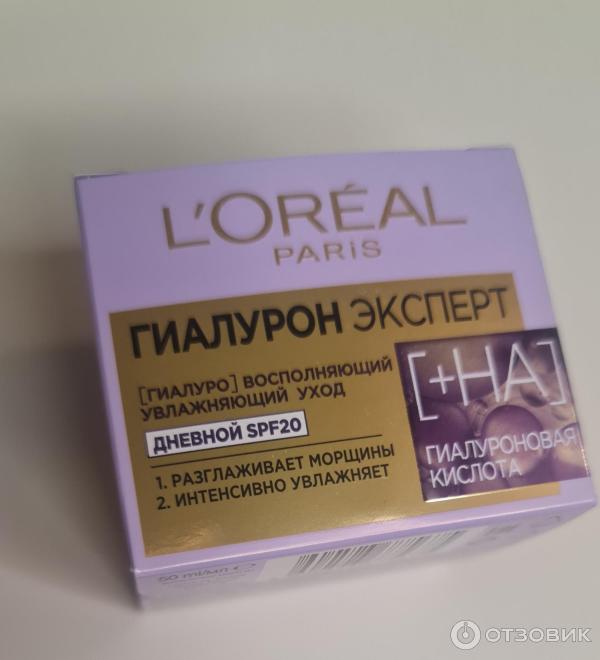 L'ORÉAL
PARIS
ГИАЛУРОН ЭКСПЕРТ
[ГИАЛУРО] ВОСПОЛНЯЮЩИЙ
УВЛАЖНЯЮЩИЙ УХОД
ДНЕВНОЙ SPF20
1. РАЗГЛАЖИВАЕТ МОРЩИНЫ
2. ИНТЕНСИВНО УВЛАЖНЯЕТ
[+HA]
ГИАЛУРОНОВАЯ
КИСЛОТА
50 ml/мл
ОТЗОВИК